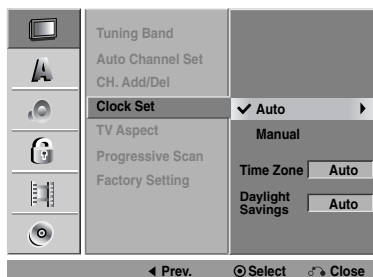 Tuning Band
Auto Channel Set
CH. Add/Del
Clock Set
TV Aspect
Progressive Scan
Factory Setting
✔ Auto
Manual
Time Zone Auto
Daylight Savings Auto
Prev. Select Close